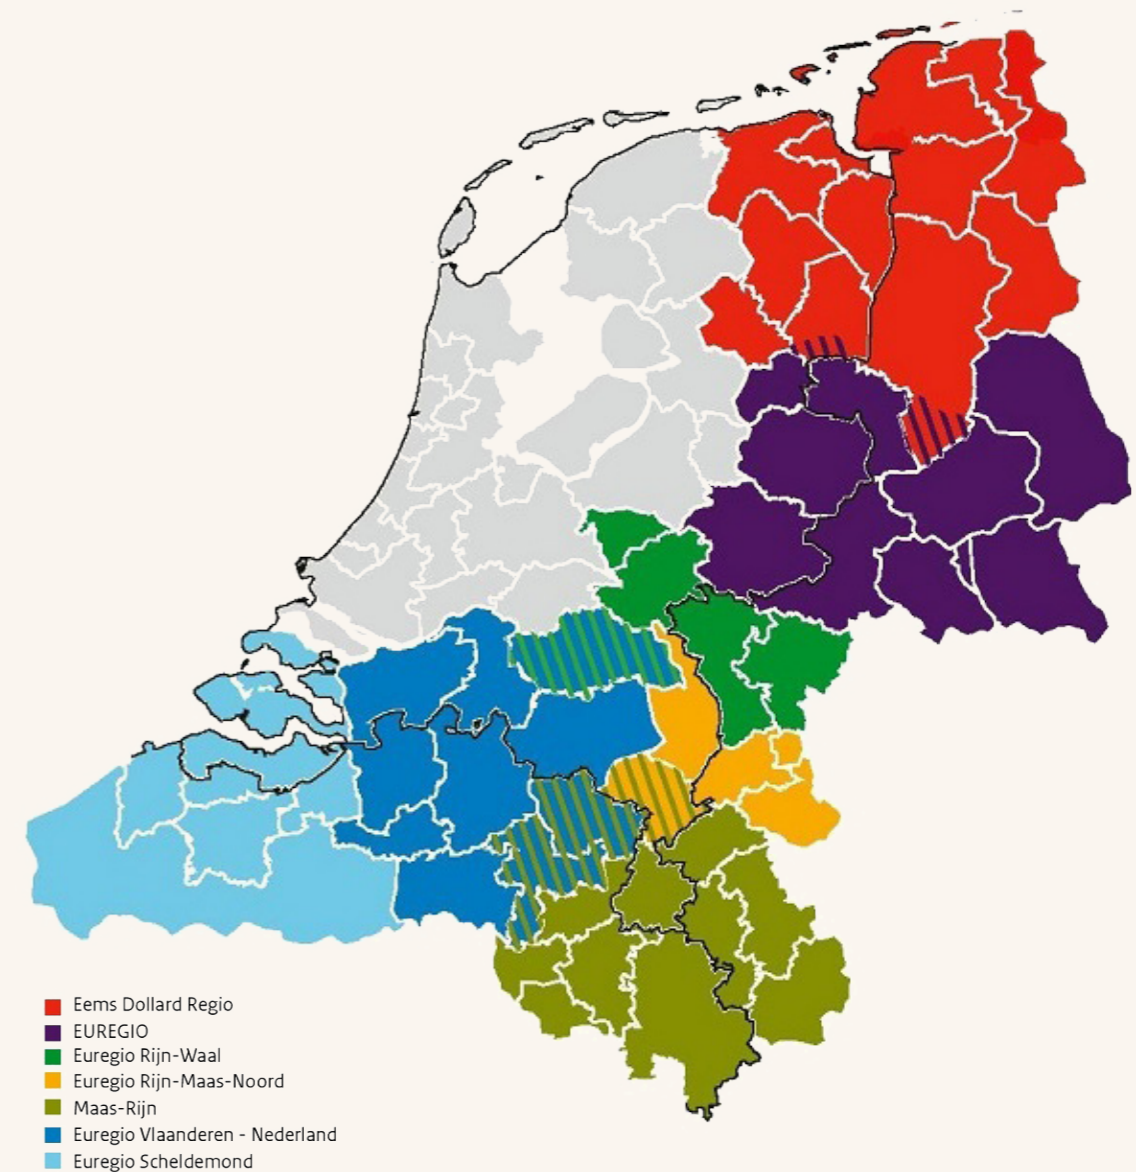 Eems Dollard Regio
EUREGIO
Euregio Rijn-Waal
Euregio Rijn-Maas-Noord
Maas-Rijn
Euregio Vlaanderen - Nederland
Euregio Scheldemond